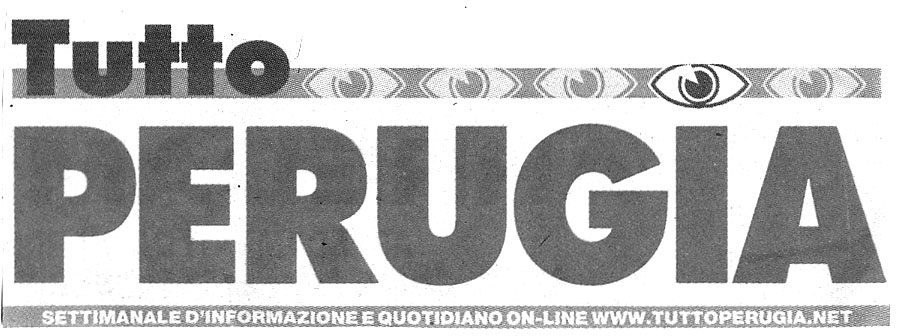 Tutto
PERUGIA
SETTIMANALE D'INFORMAZIONE E QUOTIDIANO ON-LINE WWW.TUTTOPERUGIA.NET